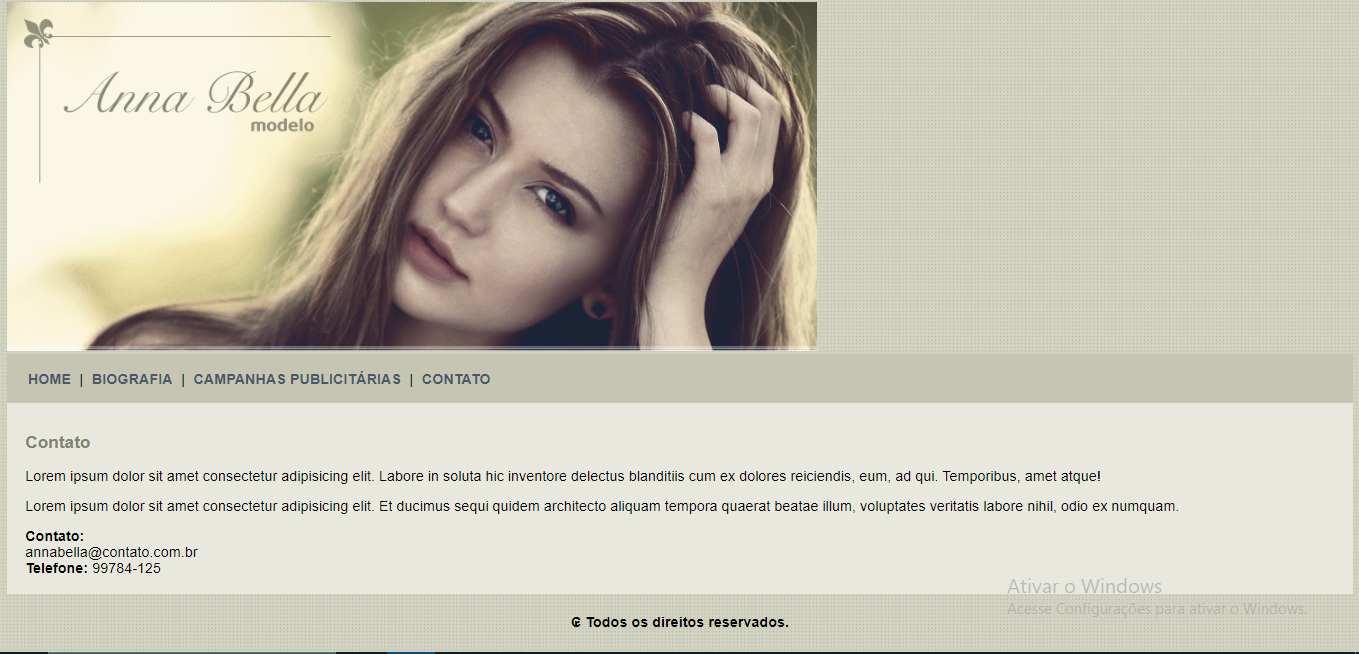 Anna Bella
modelo
HOME | BIOGRAFIA | CAMPANHAS PUBLICITÁRIAS | CONTATO
Contato
Lorem ipsum dolor sit amet consectetur adipisicing elit. Labore in soluta hic inventore delectus blanditiis cum ex dolores reiciendis, eum, ad qui. Temporibus, amet atque!
Lorem ipsum dolor sit amet consectetur adipisicing elit. Et ducimus sequi quidem architecto aliquam tempora quaerat beatae illum, voluptates veritatis labore nihil, odio ex numquam.
Contato:
annabella@contato.com.br
Telefone: 99784-125
Ativar o Windows
Acesse Configurações para ativar o Windows.
₢ Todos os direitos reservados.